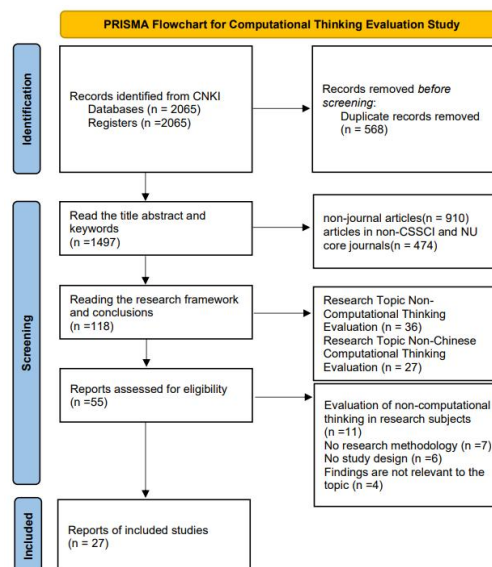 PRISMA Flowchart for Computational Thinking Evaluation Study
Identification
Records identified from CNKI
Databases (n = 2065)
Registers (n =2065)
Records removed before
screening:
Duplicate records removed
(n = 568)
Screening
Read the title abstract and
keywords
(n =1497)
non-journal articles(n = 910)
articles in non-CSSCI and NU
core journals(n = 474)
Reading the research framework
and conclusions
(n =118)
Research Topic Non-
Computational Thinking
Evaluation (n = 36)
Research Topic Non-Chinese
Computational Thinking
Evaluation (n = 27)
Reports assessed for eligibility
(n =55)
Evaluation of non-computational
thinking in research subjects
(n =11)
No research methodology (n =7)
No study design (n =6)
Findings are not relevant to the
topic (n =4)
Included
Reports of included studies
(n = 27)